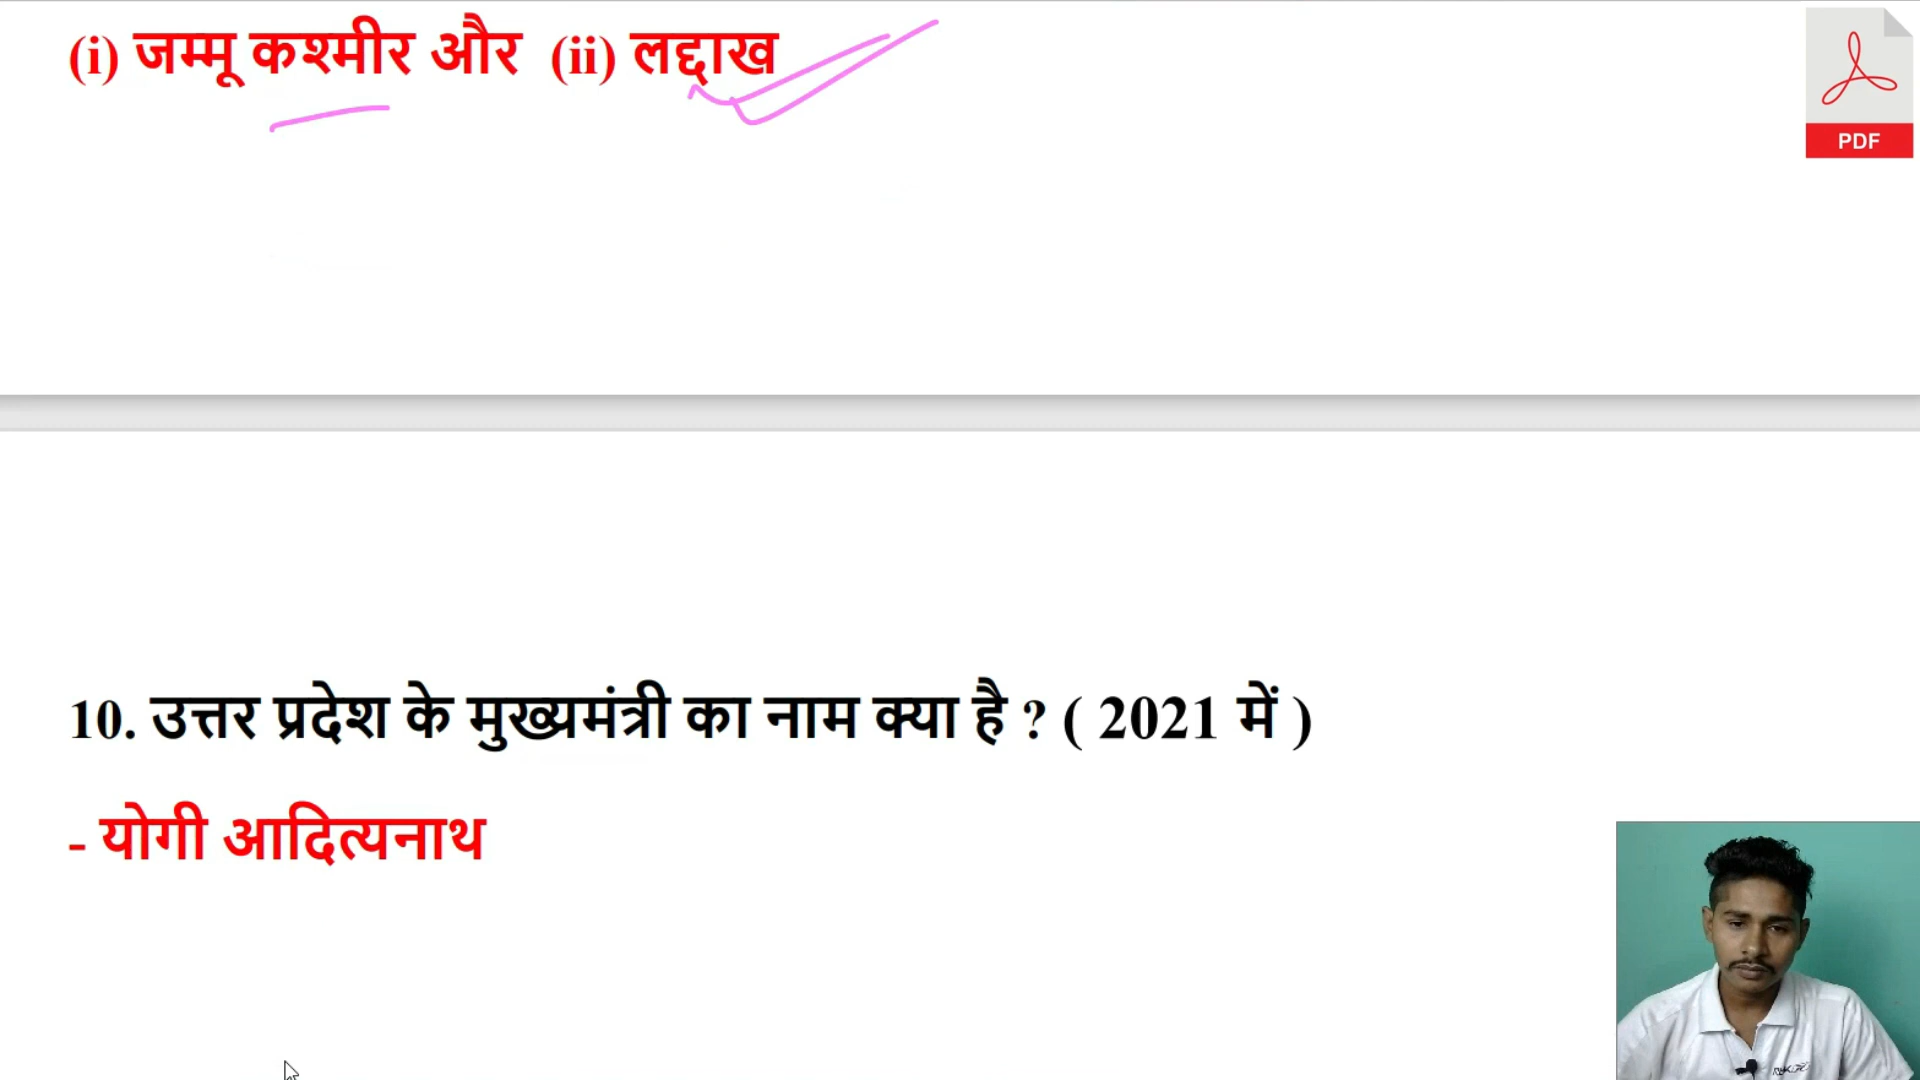 (i) जम्मू कश्मीर और (ii) लद्दाख
PDF
10. उत्तर प्रदेश के मुख्यमंत्री का नाम क्या है ? ( 2021 में )
- योगी आदित्यनाथ